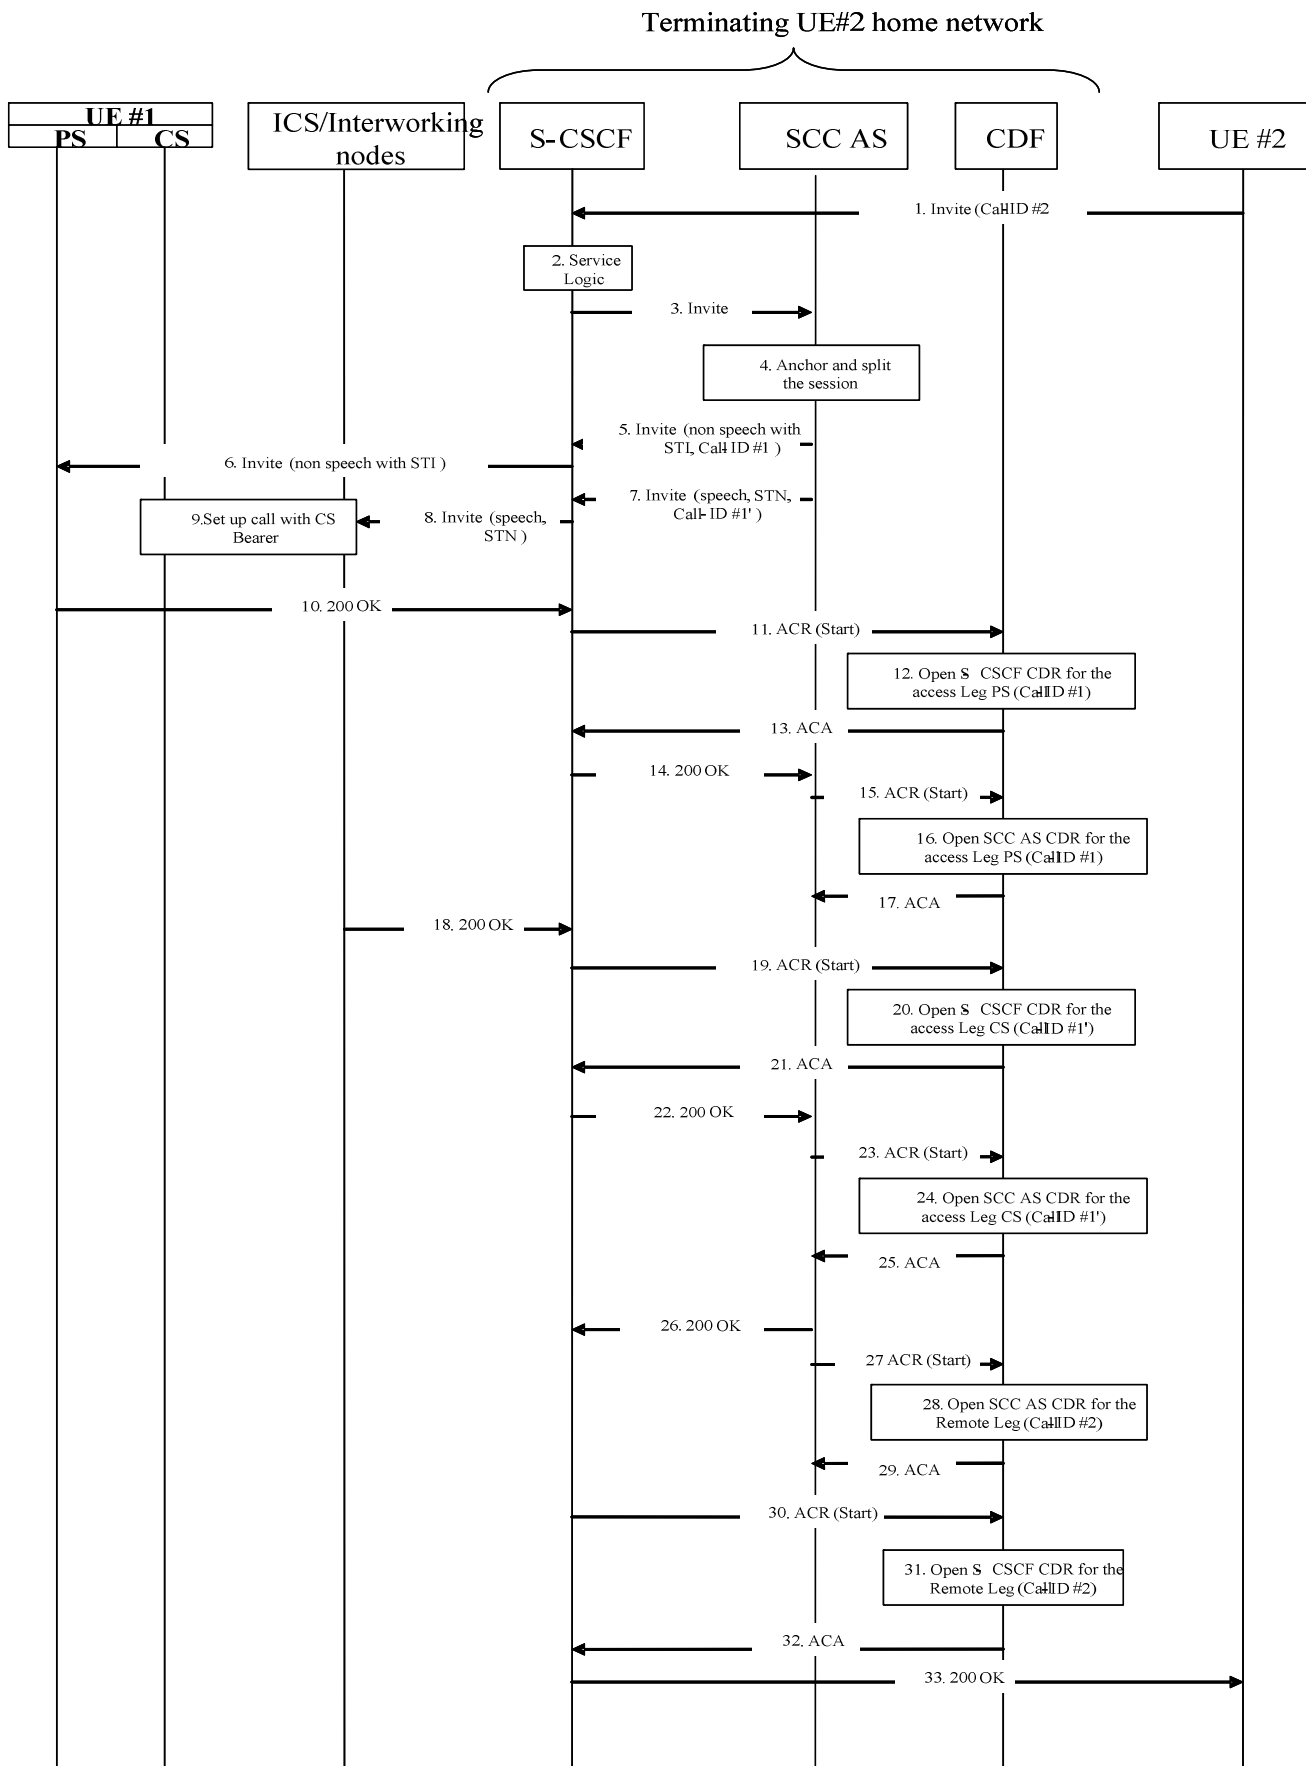 Terminating UE#2 home network
UE #1
PS
CS
ICS/Interworking
nodes
S-CSCF
SCC AS
CDF
UE #2
1. Invite (Call-ID #2
2. Service
Logic
3. Invite
4. Anchor and split
the session
5. Invite (non speech with
STI, Call-ID #1 )
6. Invite (non speech with STI )
7. Invite (speech, STN,
Call-ID #1' )
8. Invite (speech,
STN )
9.Set up call with CS
Bearer
10. 200 OK
11. ACR (Start)
12. Open S-CSCF CDR for the
access Leg PS (Call-ID #1)
13. ACA
14. 200 OK
15. ACR (Start)
16. Open SCC AS CDR for the
access Leg PS (Call-ID #1)
17. ACA
18. 200 OK
19. ACR (Start)
20. Open S-CSCF CDR for the
access Leg CS (Call-ID #1')
21. ACA
22. 200 OK
23. ACR (Start)
24. Open SCC AS CDR for the
access Leg CS (Call-ID #1')
25. ACA
26. 200 OK
27 ACR (Start)
28. Open SCC AS CDR for the
Remote Leg (Call-ID #2)
29. ACA
30. ACR (Start)
31. Open S-CSCF CDR for the
Remote Leg (Call-ID #2)
32. ACA
33. 200 OK